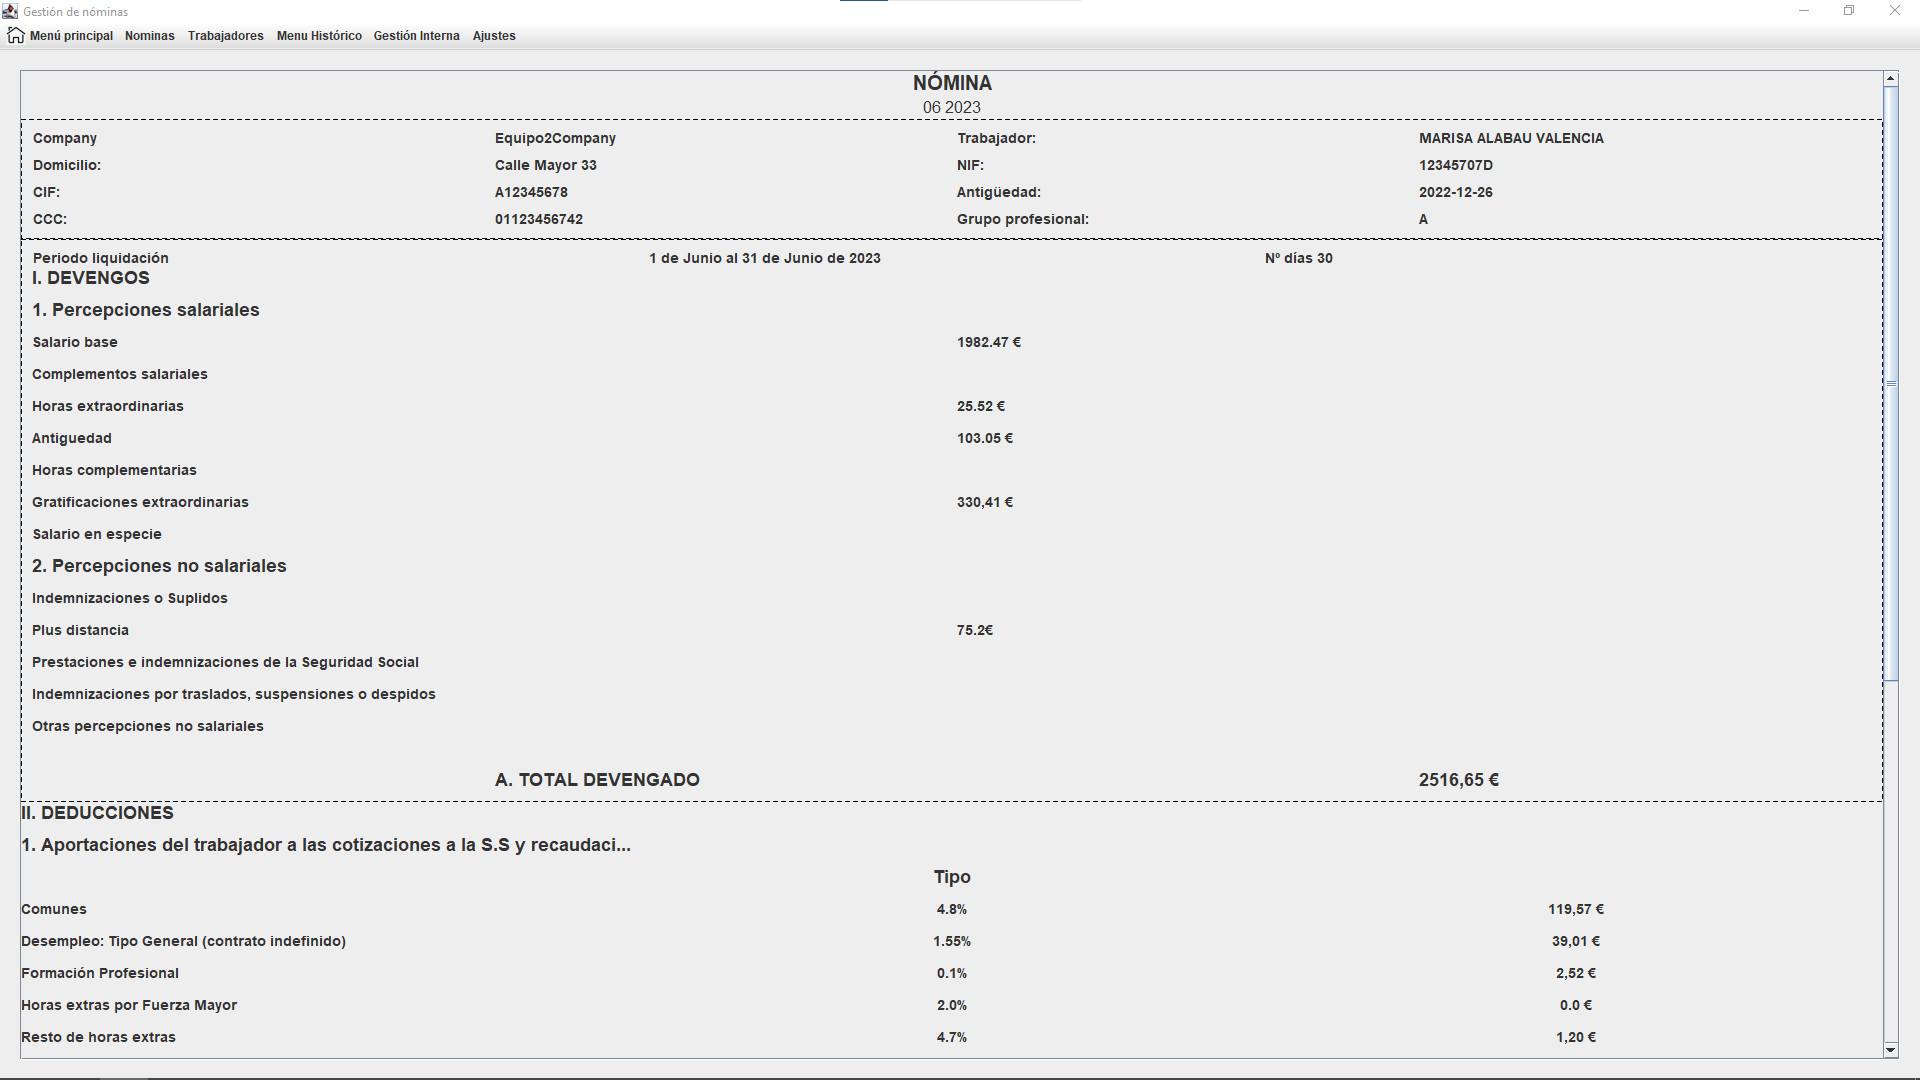 Gestión de nóminas
Menú principal Nominas Trabajadores Menu Histórico Gestión Interna Ajustes
NÓMINA
06 2023
Company Equipo2Company Trabajador: MARISA ALABAU VALENCIA
Domicilio: Calle Mayor 33 NIF: 12345707D
CIF: A12345678 Antigüedad: 2022-12-26
CCC: 01123456742 Grupo profesional: A
Periodo liquidación 1 de Junio al 31 de Junio de 2023 Nº días 30
I. DEVENGOS
1. Percepciones salariales
Salario base 1982.47 €
Complementos salariales
Horas extraordinarias 25.52 €
Antiguedad 103.05 €
Horas complementarias
Gratificaciones extraordinarias 330,41 €
Salario en especie
2. Percepciones no salariales
Indemnizaciones o Suplidos
Plus distancia 75.2€
Prestaciones e indemnizaciones de la Seguridad Social
Indemnizaciones por traslados, suspensiones o despidos
Otras percepciones no salariales
A. TOTAL DEVENGADO 2516,65 €
II. DEDUCCIONES
1. Aportaciones del trabajador a las cotizaciones a la S.S y recaudaci...
Tipo
Comunes 4.8% 119,57 €
Desempleo: Tipo General (contrato indefinido) 1.55% 39,01 €
Formación Profesional 0.1% 2,52 €
Horas extras por Fuerza Mayor 2.0% 0.0 €
Resto de horas extras 4.7% 1,20 €